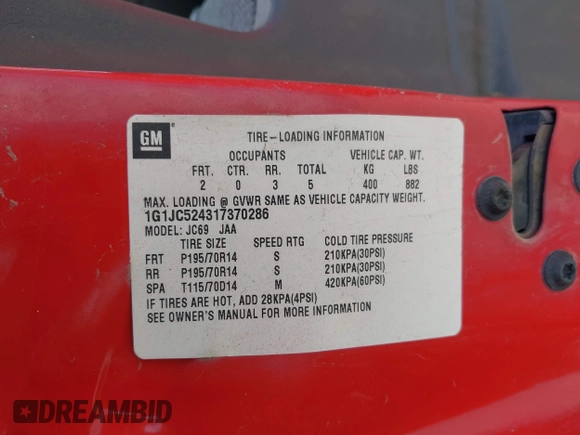 GM
TIRE-LOADING INFORMATION
OCCUPANTS VEHICLE CAP. WT.
FRT. CTR. RR. TOTAL KG LBS
2 0 3 5 400 882
MAX. LOADING @ GVWR SAME AS VEHICLE CAPACITY WEIGHT.
1G1JC524317370286
MODEL: JC69 JAA
TIRE SIZE SPEED RTG COLD TIRE PRESSURE
FRT P195/70R14 S 210KPA(30PSI)
RR P195/70R14 S 210KPA(30PSI)
SPA T115/70D14 M 420KPA(60PSI)
IF TIRES ARE HOT, ADD 28KPA(4PSI)
SEE OWNER'S MANUAL FOR MORE INFORMATION
DREAMBID